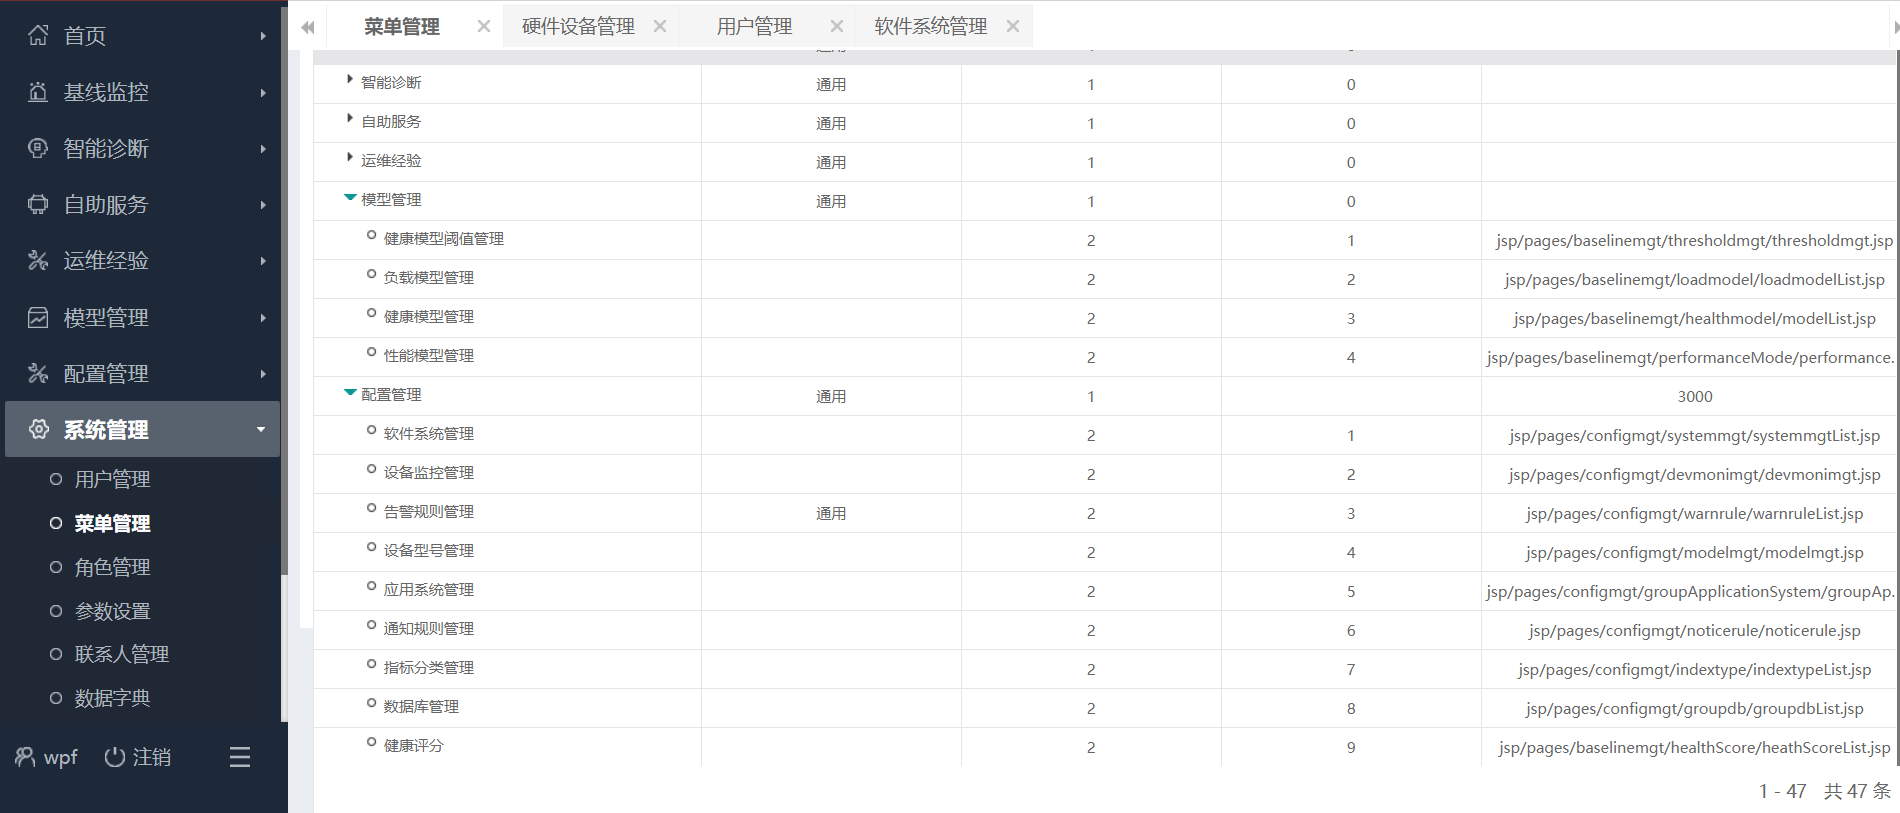 首页
基线监控
智能诊断
自助服务
运维经验
模型管理
配置管理
系统管理
用户管理
菜单管理
角色管理
参数设置
联系人管理
数据字典
wpf 注销
菜单管理 硬件设备管理 用户管理 软件系统管理
智能诊断 通用 1 0
自助服务 通用 1 0
运维经验 通用 1 0
模型管理 通用 1 0
健康模型阈值管理 2 1 jsp/pages/baselinemgt/thresholdmgt/thresholdmgt.jsp
负载模型管理 2 2 jsp/pages/baselinemgt/loadmodel/loadmodelList.jsp
健康模型管理 2 3 jsp/pages/baselinemgt/healthmodel/modelList.jsp
性能模型管理 2 4 jsp/pages/baselinemgt/performanceMode/performance.
配置管理 通用 1 3000
软件系统管理 2 1 jsp/pages/configmgt/systemmgt/systemmgtList.jsp
设备监控管理 2 2 jsp/pages/configmgt/devmonimgt/devmonimgt.jsp
告警规则管理 通用 2 3 jsp/pages/configmgt/warnrule/warnruleList.jsp
设备型号管理 2 4 jsp/pages/configmgt/modelmgt/modelmgt.jsp
应用系统管理 2 5 jsp/pages/configmgt/groupApplicationSystem/groupAp.
通知规则管理 2 6 jsp/pages/configmgt/noticerule/noticerule.jsp
指标分类管理 2 7 jsp/pages/configmgt/indextype/indextypeList.jsp
数据库管理 2 8 jsp/pages/configmgt/groupdb/groupdbList.jsp
健康评分 2 9 jsp/pages/baselinemgt/healthScore/heathScoreList.jsp
1 - 47 共 47 条